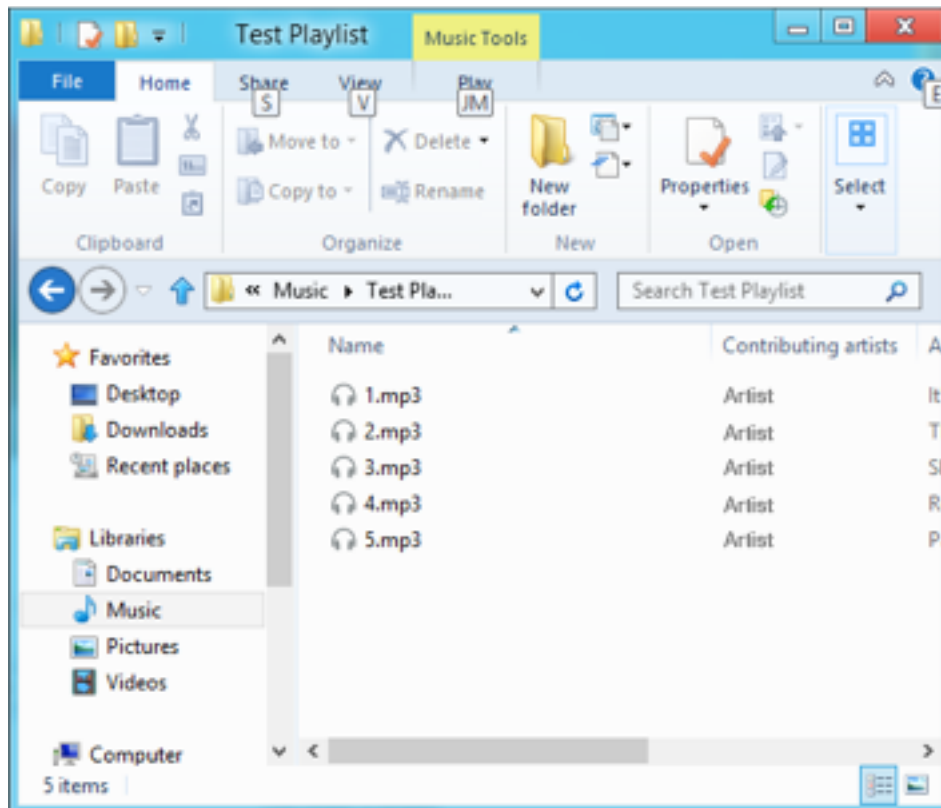 Test Playlist
Music Tools
File
Home
Share
View
Play
S
V
JM
E
Copy
Paste
Move to
Copy to
Delete
Rename
New folder
Properties
Select
Clipboard
Organize
New
Open
« Music Test Pla...
Search Test Playlist
Favorites
Desktop
Downloads
Recent places
Libraries
Documents
Music
Pictures
Videos
Computer
Name Contributing artists A
1.mp3 Artist It
2.mp3 Artist T
3.mp3 Artist
4.mp3 Artist R
5.mp3 Artist P
5 items